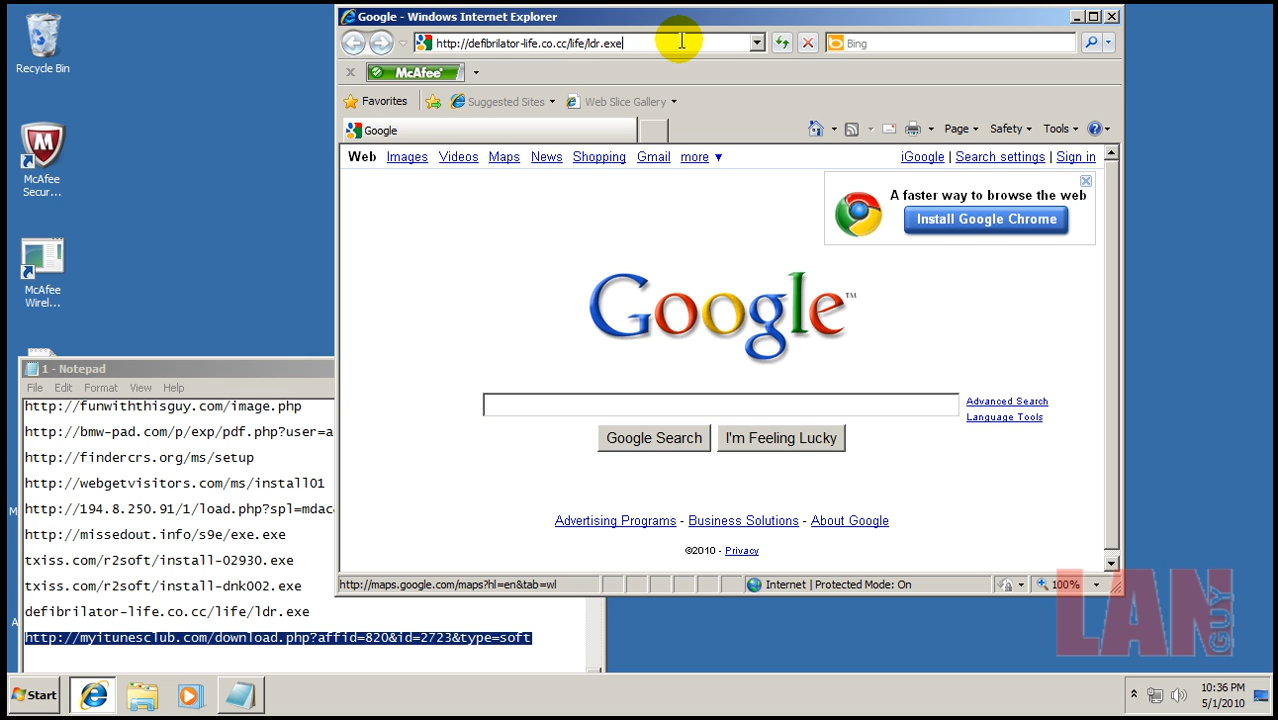 Recycle Bin
McAfee
Secur...
McAfee
Wirel...
Google - Windows Internet Explorer
http://defibrilator-life.co.cc/life/ldr.exe
Bing
McAfee
Favorites
Suggested Sites
Web Slice Gallery
Google
Page
Safety
Tools
Web Images Videos Maps News Shopping Gmail more
iGoogle Search settings Sign in
A faster way to browse the web
Install Google Chrome
Google™
Advanced Search
Language Tools
Google Search
I'm Feeling Lucky
Advertising Programs - Business Solutions - About Google
©2010 - Privacy
http://maps.google.com/maps?hl=en&tab=wl
Internet | Protected Mode: On
100%
1 - Notepad
File Edit Format View Help
http://funwiththisguy.com/image.php
http://bmw-pad.com/p/exp/pdf.php?user=a
http://findercrs.org/ms/setup
http://webgetvisitors.com/ms/install01
http://194.8.250.91/1/load.php?spl=mdac
http://missedout.info/s9e/exe.exe
txiss.com/r2soft/install-02930.exe
txiss.com/r2soft/install-dnk002.exe
defibrilator-life.co.cc/life/ldr.exe
http://myitunesclub.com/download.php?affid=820&id=2723&type=soft
LAN
GUY
Start
10:36 PM
5/1/2010